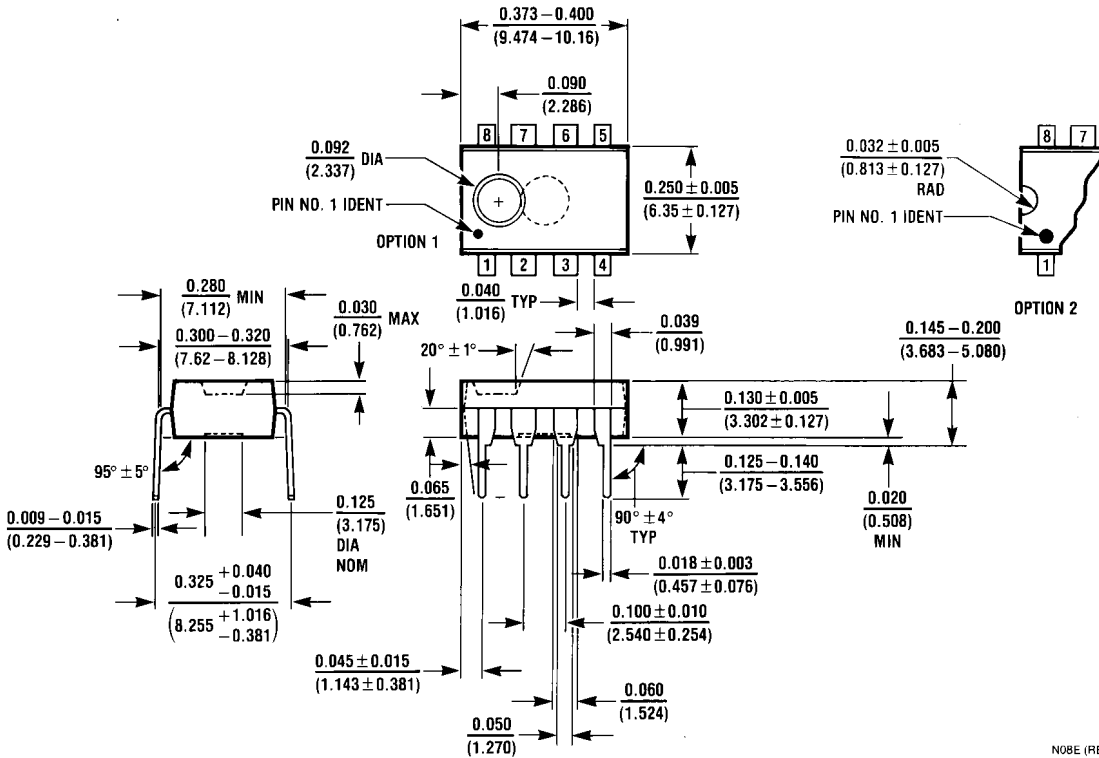 0.373 – 0.400
(9.474 – 10.16)
0.090
(2.286)
8 7 6 5
0.092 DIA
(2.337)
PIN NO. 1 IDENT
OPTION 1
1 2 3 4
0.250 ± 0.005
(6.35 ± 0.127)
8 7
0.032 ± 0.005
(0.813 ± 0.127)
RAD
PIN NO. 1 IDENT
1
OPTION 2
0.280 MIN
(7.112)
0.030 MAX
(0.762)
0.300 – 0.320
(7.62 – 8.128)
0.040 TYP
(1.016)
0.039
(0.991)
0.145 – 0.200
(3.683 – 5.080)
20° ± 1°
0.130 ± 0.005
(3.302 ± 0.127)
95° ± 5°
0.065
(1.651)
0.125 – 0.140
(3.175 – 3.556)
0.009 – 0.015
(0.229 – 0.381)
0.125
(3.175)
DIA
NOM
90° ± 4°
TYP
0.020
(0.508)
MIN
0.018 ± 0.003
(0.457 ± 0.076)
0.325 +0.040
–0.015
(8.255 +1.016
–0.381)
0.100 ± 0.010
(2.540 ± 0.254)
0.045 ± 0.015
(1.143 ± 0.381)
0.060
(1.524)
0.050
(1.270)
N08E (RE